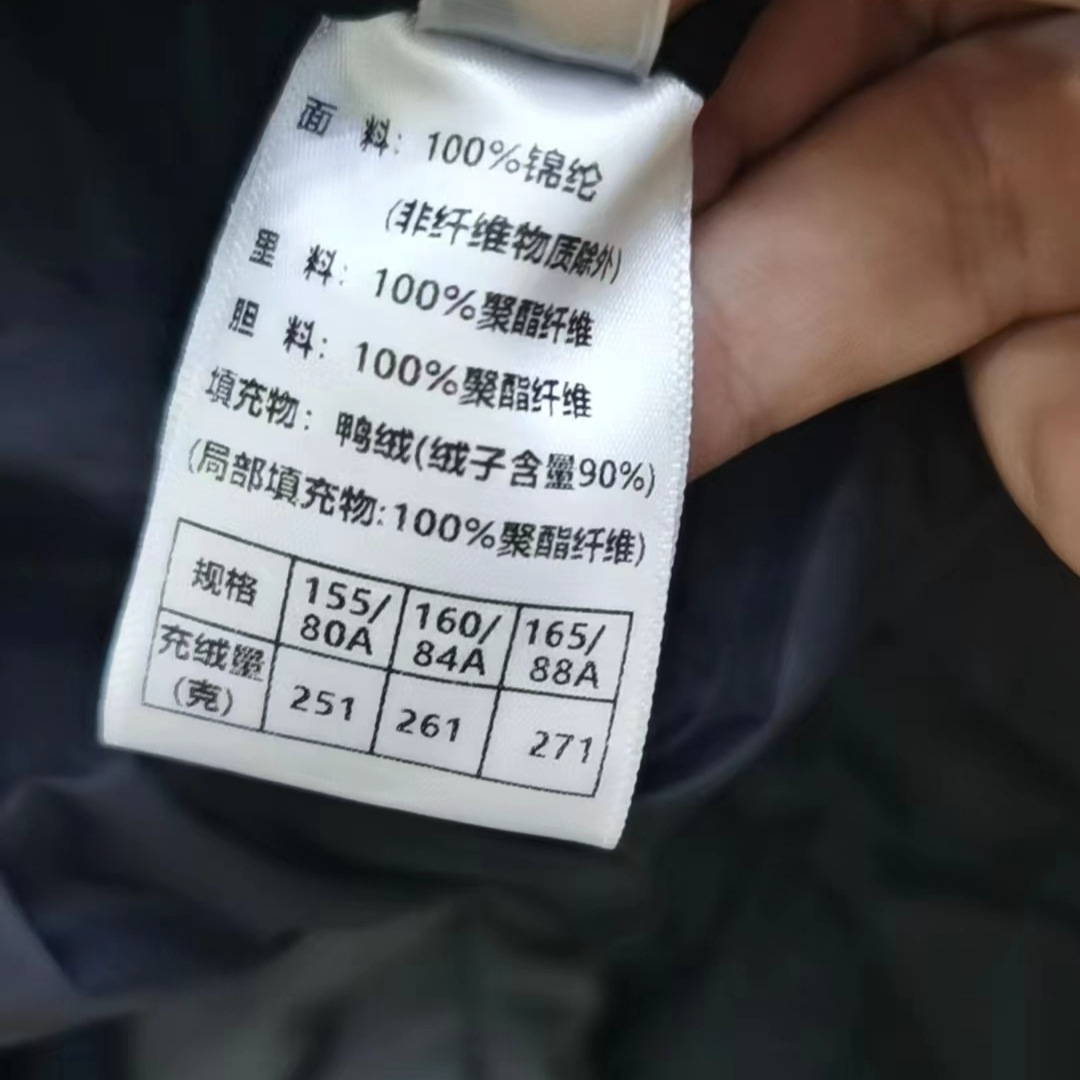 面 料：100%锦纶
(非纤维物质除外)
里 料：100%聚酯纤维
胆 料：100%聚酯纤维
填充物：鸭绒(绒子含量90%)
(局部填充物:100%聚酯纤维)
规格 155/80A 160/84A 165/88A
充绒量(克) 251 261 271